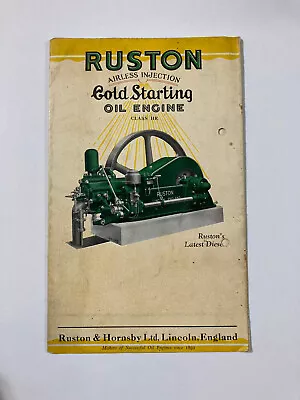 RUSTON
AIRLESS INJECTION
Cold Starting
OIL ENGINE
CLASS HR
RUSTON
Ruston's
Latest Diesel
Ruston & Hornsby Ltd. Lincoln, England
Makers of Successful Oil Engines since 1891